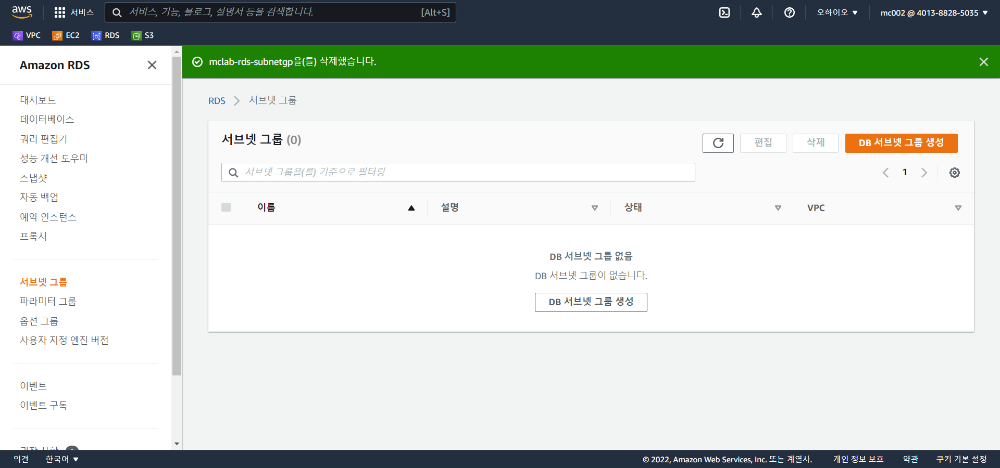 aws
서비스
서비스, 기능, 블로그, 설명서 등을 검색합니다.
[Alt+S]
오하이오
mc002 @ 4013-8828-5035
VPC
EC2
RDS
S3
Amazon RDS
대시보드
데이터베이스
쿼리 편집기
성능 개선 도우미
스냅샷
자동 백업
예약 인스턴스
프록시
서브넷 그룹
파라미터 그룹
옵션 그룹
사용자 지정 엔진 버전
이벤트
이벤트 구독
mclab-rds-subnetgp을(를) 삭제했습니다.
RDS
서브넷 그룹
서브넷 그룹 (0)
편집
삭제
DB 서브넷 그룹 생성
서브넷 그룹을(를) 기준으로 필터링
1
이름
설명
상태
VPC
DB 서브넷 그룹 없음
DB 서브넷 그룹이 없습니다.
DB 서브넷 그룹 생성
의견
한국어
© 2022, Amazon Web Services, Inc. 또는 계열사.
개인 정보 보호
약관
쿠키 기본 설정